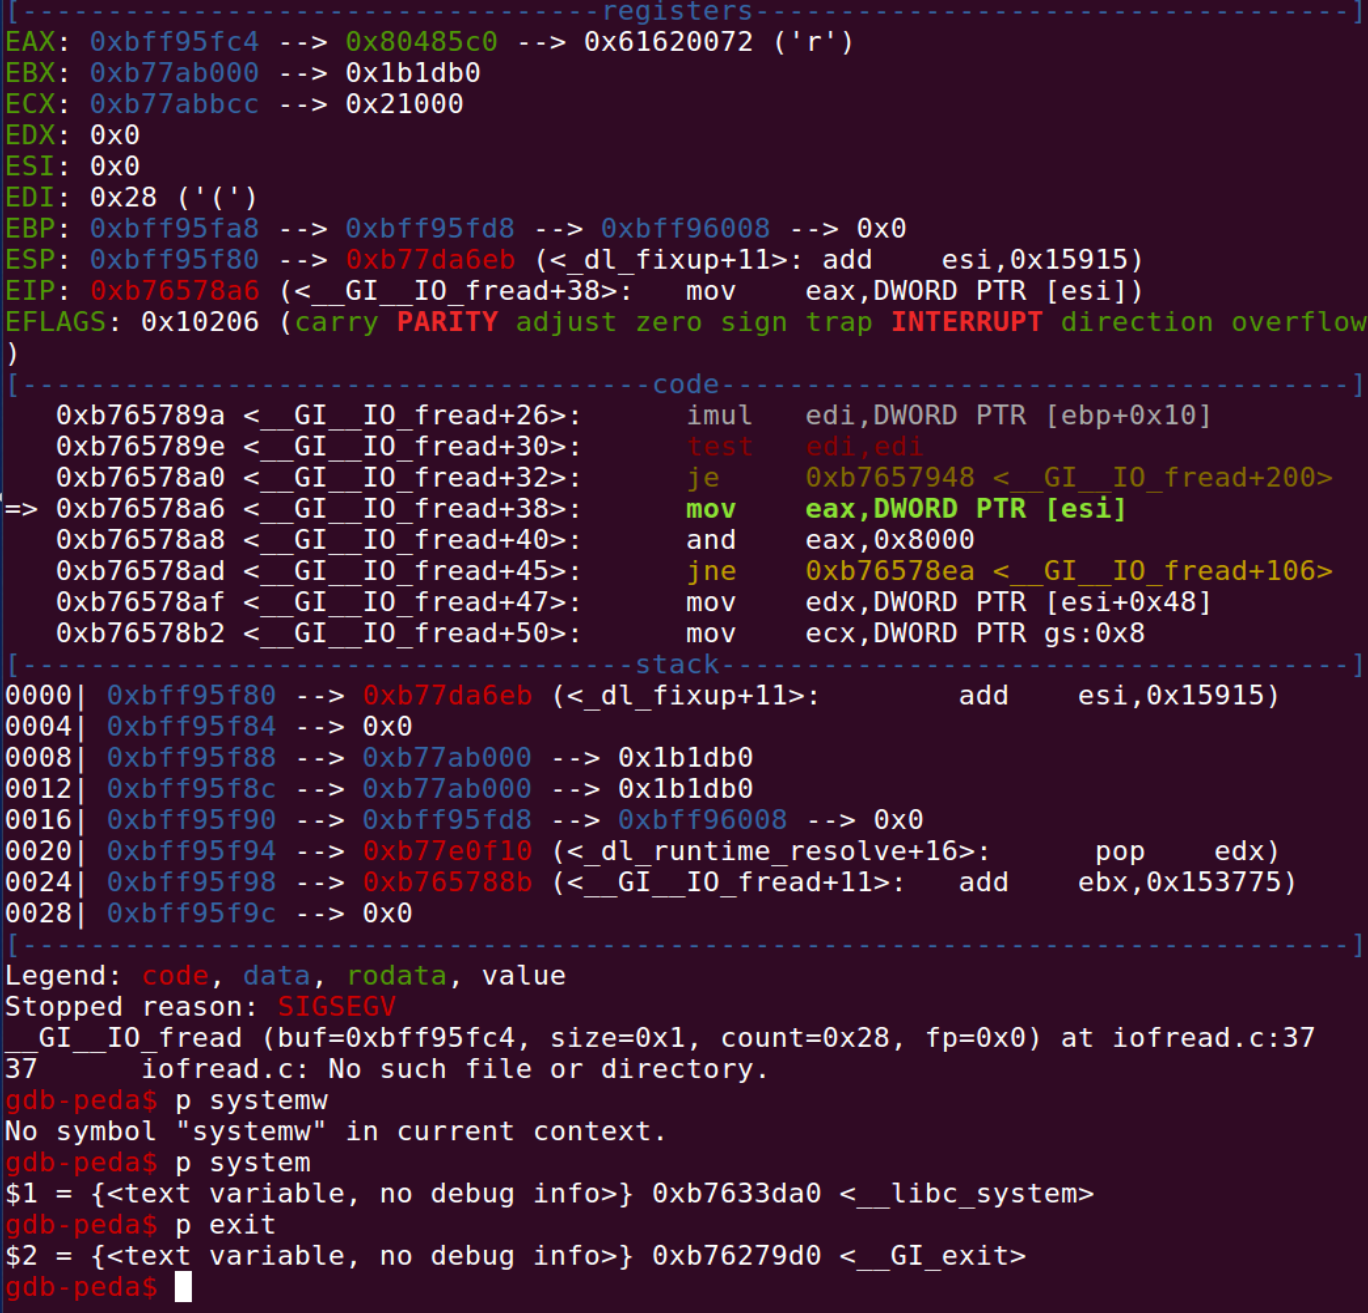 [----------------------------------registers-----------------------------------]
EAX: 0xbff95fc4 --> 0x80485c0 --> 0x61620072 ('r')
EBX: 0xb77ab000 --> 0x1b1db0
ECX: 0xb77abbcc --> 0x21000
EDX: 0x0
ESI: 0x0
EDI: 0x28 ('(')
EBP: 0xbff95fa8 --> 0xbff95fd8 --> 0xbff96008 --> 0x0
ESP: 0xbff95f80 --> 0xb77da6eb (<_dl_fixup+11>: add    esi,0x15915)
EIP: 0xb76578a6 (<__GI__IO_fread+38>:   mov    eax,DWORD PTR [esi])
EFLAGS: 0x10206 (carry PARITY adjust zero sign trap INTERRUPT direction overflow
)
[-------------------------------------code-------------------------------------]
   0xb765789a <__GI__IO_fread+26>:      imul   edi,DWORD PTR [ebp+0x10]
   0xb765789e <__GI__IO_fread+30>:      test   edi,edi
   0xb76578a0 <__GI__IO_fread+32>:      je     0xb7657948 <__GI__IO_fread+200>
=> 0xb76578a6 <__GI__IO_fread+38>:      mov    eax,DWORD PTR [esi]
   0xb76578a8 <__GI__IO_fread+40>:      and    eax,0x8000
   0xb76578ad <__GI__IO_fread+45>:      jne    0xb76578ea <__GI__IO_fread+106>
   0xb76578af <__GI__IO_fread+47>:      mov    edx,DWORD PTR [esi+0x48]
   0xb76578b2 <__GI__IO_fread+50>:      mov    ecx,DWORD PTR gs:0x8
[------------------------------------stack-------------------------------------]
0000| 0xbff95f80 --> 0xb77da6eb (<_dl_fixup+11>:        add    esi,0x15915)
0004| 0xbff95f84 --> 0x0
0008| 0xbff95f88 --> 0xb77ab000 --> 0x1b1db0
0012| 0xbff95f8c --> 0xb77ab000 --> 0x1b1db0
0016| 0xbff95f90 --> 0xbff95fd8 --> 0xbff96008 --> 0x0
0020| 0xbff95f94 --> 0xb77e0f10 (<_dl_runtime_resolve+16>:      pop    edx)
0024| 0xbff95f98 --> 0xb765788b (<__GI__IO_fread+11>:   add    ebx,0x153775)
0028| 0xbff95f9c --> 0x0
[------------------------------------------------------------------------------]
Legend: code, data, rodata, value
Stopped reason: SIGSEGV
__GI__IO_fread (buf=0xbff95fc4, size=0x1, count=0x28, fp=0x0) at iofread.c:37
37      iofread.c: No such file or directory.
gdb-peda$ p systemw
No symbol "systemw" in current context.
gdb-peda$ p system
$1 = {<text variable, no debug info>} 0xb7633da0 <__libc_system>
gdb-peda$ p exit
$2 = {<text variable, no debug info>} 0xb76279d0 <__GI_exit>
gdb-peda$